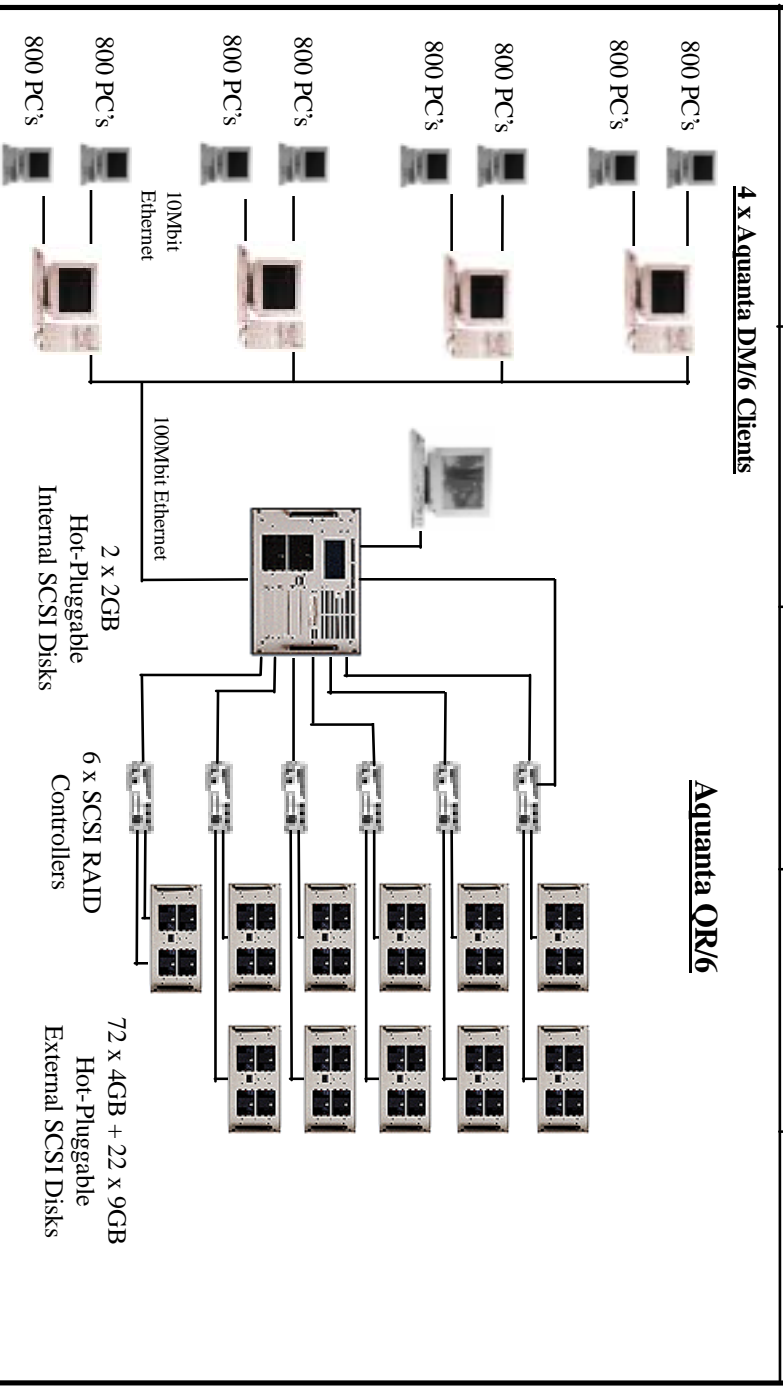 4 x Aquanta DM/6 Clients
Aquanta QR/6
800 PC's
800 PC's
800 PC's
800 PC's
800 PC's
800 PC's
800 PC's
800 PC's
10Mbit
Ethernet
100Mbit Ethernet
2 x 2GB
Hot-Pluggable
Internal SCSI Disks
6 x SCSI RAID
Controllers
72 x 4GB + 22 x 9GB
Hot-Pluggable
External SCSI Disks